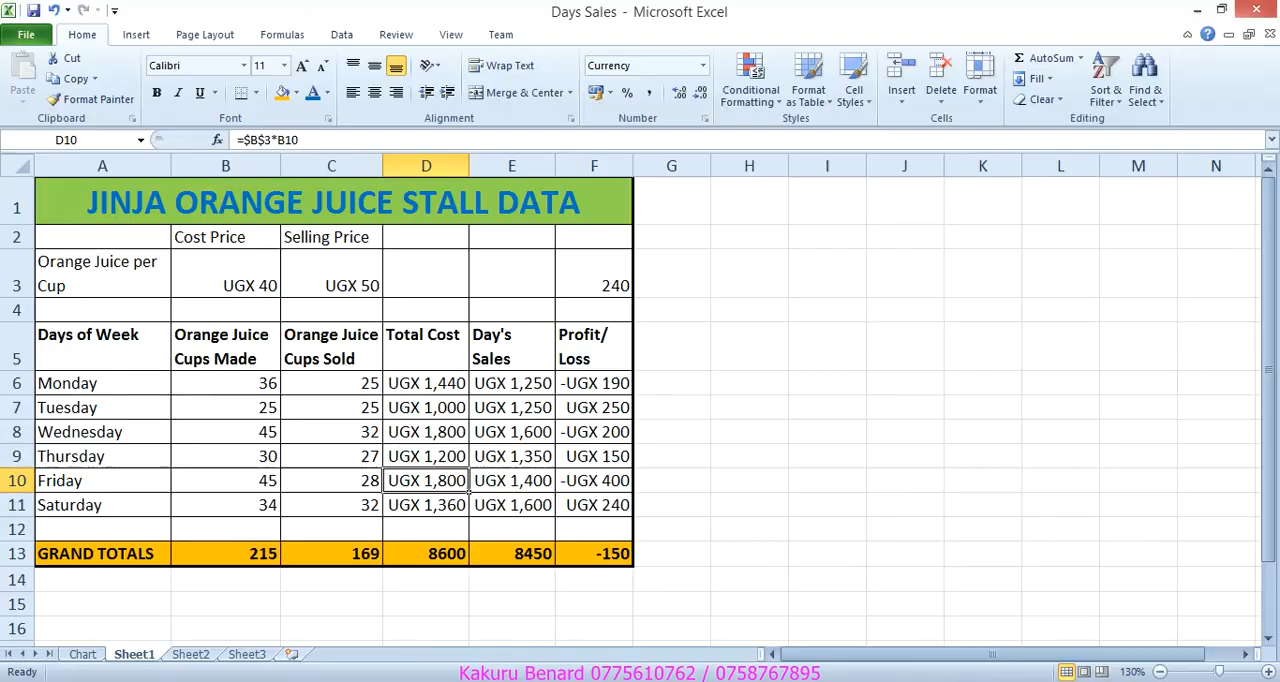 Days Sales - Microsoft Excel
File Home Insert Page Layout Formulas Data Review View Team
Paste Cut Copy Format Painter Clipboard
Calibri 11 A A B I U A Font
Wrap Text Merge & Center Alignment
Currency % , .0 .00 .00 .0 Number
Conditional Formatting Format as Table Cell Styles Styles
Insert Delete Format Cells
Σ AutoSum Fill Clear Sort & Filter Find & Select Editing
D10 fx =$B$3*B10
A B C D E F G H I J K L M N
1 JINJA ORANGE JUICE STALL DATA
2 Cost Price Selling Price
Orange Juice per
3 Cup UGX 40 UGX 50 240
4
Days of Week Orange Juice Orange Juice Total Cost Day's Profit/
5 Cups Made Cups Sold Sales Loss
6 Monday 36 25 UGX 1,440 UGX 1,250 -UGX 190
7 Tuesday 25 25 UGX 1,000 UGX 1,250 UGX 250
8 Wednesday 45 32 UGX 1,800 UGX 1,600 -UGX 200
9 Thursday 30 27 UGX 1,200 UGX 1,350 UGX 150
10 Friday 45 28 UGX 1,800 UGX 1,400 -UGX 400
11 Saturday 34 32 UGX 1,360 UGX 1,600 UGX 240
12
13 GRAND TOTALS 215 169 8600 8450 -150
14
15
16
Chart Sheet1 Sheet2 Sheet3
Ready Kakuru Benard 0775610762 / 0758767895 130%